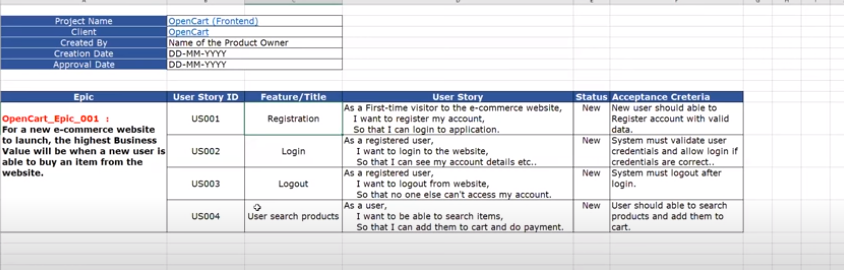 Project Name OpenCart (Frontend)
Client OpenCart
Created By Name of the Product Owner
Creation Date DD-MM-YYYY
Approval Date DD-MM-YYYY
Epic User Story ID Feature/Title User Story Status Acceptance Creteria
OpenCart_Epic_001 :
For a new e-commerce website
to launch, the highest Business
Value will be when a new user is
able to buy an item from the
website.
US001 Registration
As a First-time visitor to the e-commerce website,
I want to register my account,
So that I can login to application.
New
New user should able to
Register account with valid
data.
US002 Login
As a registered user,
I want to login to the website,
So that I can see my account details etc..
New
System must validate user
credentials and allow login if
credentials are correct..
US003 Logout
As a registered user,
I want to logout from website,
So that no one else can't access my account.
New
System must logout after
login.
US004 User search products
As a user,
I want to be able to search items,
So that I can add them to cart and do payment.
New
User should able to search
products and add them to
cart.